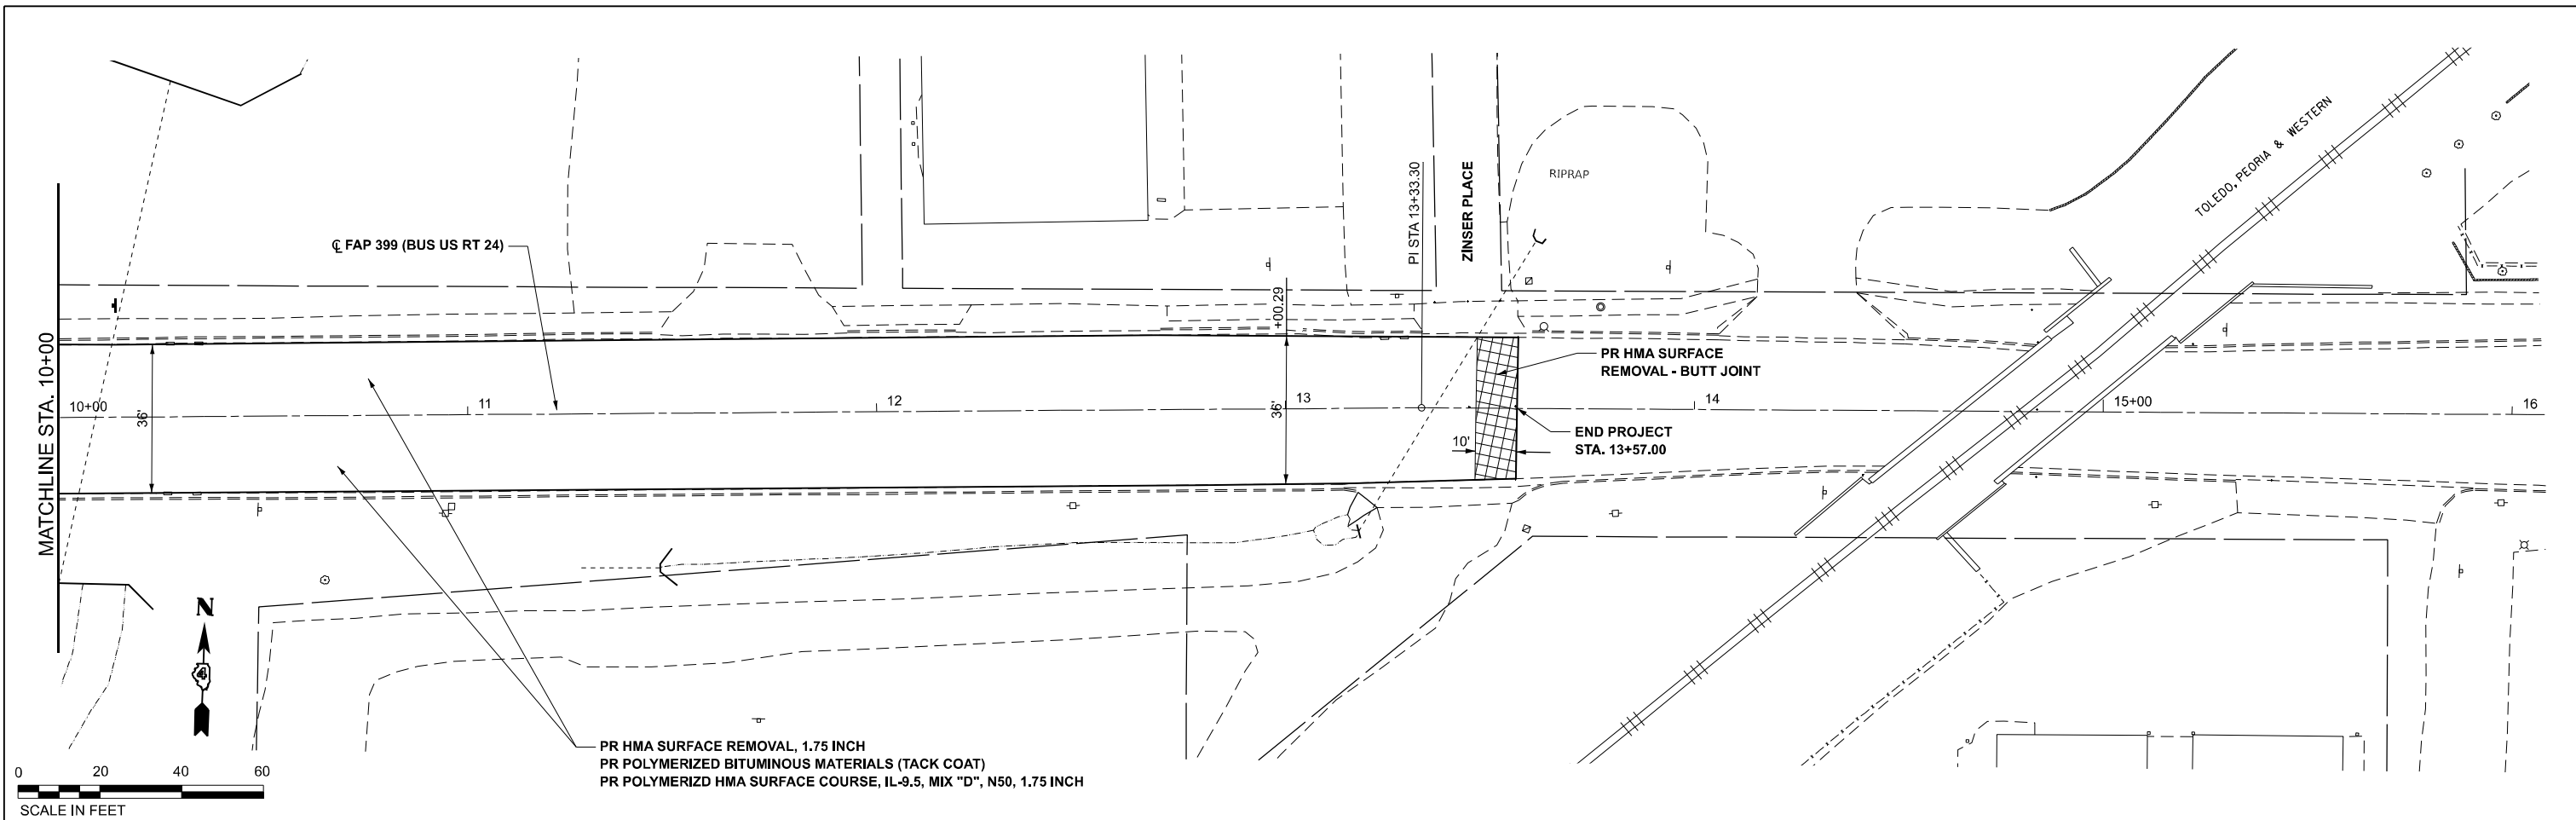 TOLEDO, PEORIA & WESTERN
RIPRAP
PI STA 13+33.30
ZINSER PLACE
℄ FAP 399 (BUS US RT 24)
+00.29
PR HMA SURFACE
REMOVAL - BUTT JOINT
MATCHLINE STA. 10+00
10+00
36'
11
12
36'
13
14
15+00
16
10'
END PROJECT
STA. 13+57.00
N
4
PR HMA SURFACE REMOVAL, 1.75 INCH
PR POLYMERIZED BITUMINOUS MATERIALS (TACK COAT)
PR POLYMERIZD HMA SURFACE COURSE, IL-9.5, MIX "D", N50, 1.75 INCH
0 20 40 60
SCALE IN FEET